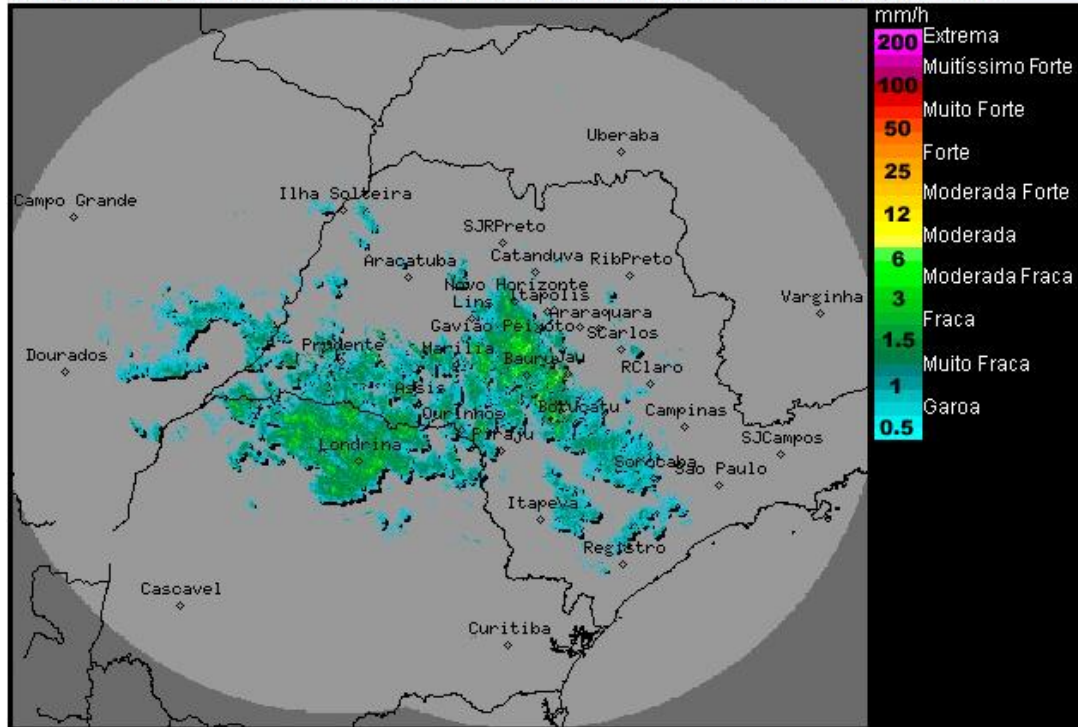 mm/h
200 Extrema
Muitíssimo Forte
100
Muito Forte
50
Forte
25
Moderada Forte
12
Moderada
6
Moderada Fraca
3
Fraca
1.5
Muito Fraca
1
Garoa
0.5
Uberaba
Ilha Solteira
Campo Grande
SJRPreto
Aracatuba
Catanduva
RibPreto
Novo Horizonte
Itapolis
Lins
Araraquara
Varginha
Gavião Peixoto
SCarlos
Prudente
Marilia
Bauru
Jau
Dourados
RClaro
Assis
Ourinhos
Botucatu
Campinas
Piraju
SJCampos
Londrina
Sorocaba
São Paulo
Itapeva
Registro
Cascavel
Curitiba